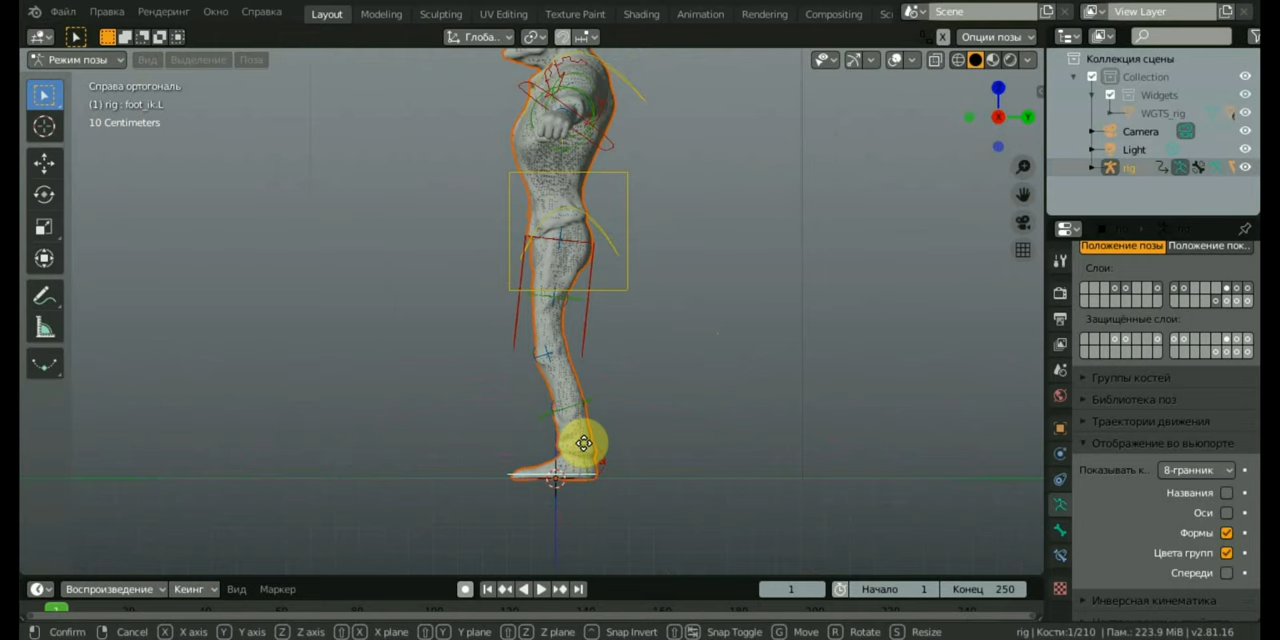 Файл Правка Рендеринг Окно Справка Layout Modeling Sculpting UV Editing Texture Paint Shading Animation Rendering Compositing Sc Scene View Layer
Глоба.. X Опции позы
Режим позы Вид Выделение Поза
Справа ортогональ
(1) rig : foot_ik.L
10 Centimeters
X Y
Коллекция сцены
Collection
Widgets
WGTS_rig
Camera
Light
rig
Положение позы Положение пок..
Слои:
Защищённые слои:
Группы костей
Библиотека поз
Траектории движения
Отображение во вьюпорте
Показывать к.. 8-гранник
Названия
Оси
Формы
Цвета групп
Спереди
Инверсная кинематика
Воспроизведение Кеинг Вид Маркер 1 Начало 1 Конец 250
1
Confirm Cancel X X axis Y Y axis Z Z axis X X plane Y Y plane Z Z plane Snap Invert Snap Toggle G Move R Rotate S Resize rig | Кости:1/210 | Пам.: 223.9 MiB | v2.81.16